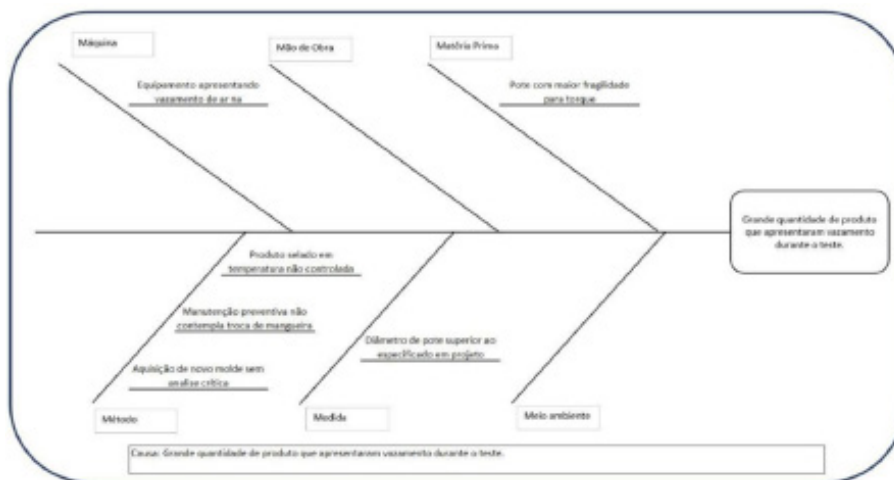 Máquina
Mão de Obra
Matéria Prima
Equipamento apresentando
vazamento de ar na
Pote com maior fragilidade
para torque
Grande quantidade de produto
que apresentaram vazamento
durante o teste.
Produto selado em
temperatura não controlada
Manutenção preventiva não
contempla troca de mangueira
Diâmetro de pote superior ao
especificado em projeto
Aquisição de novo molde sem
analise crítica
Método
Medida
Meio ambiente
Causa: Grande quantidade de produto que apresentaram vazamento durante o teste.